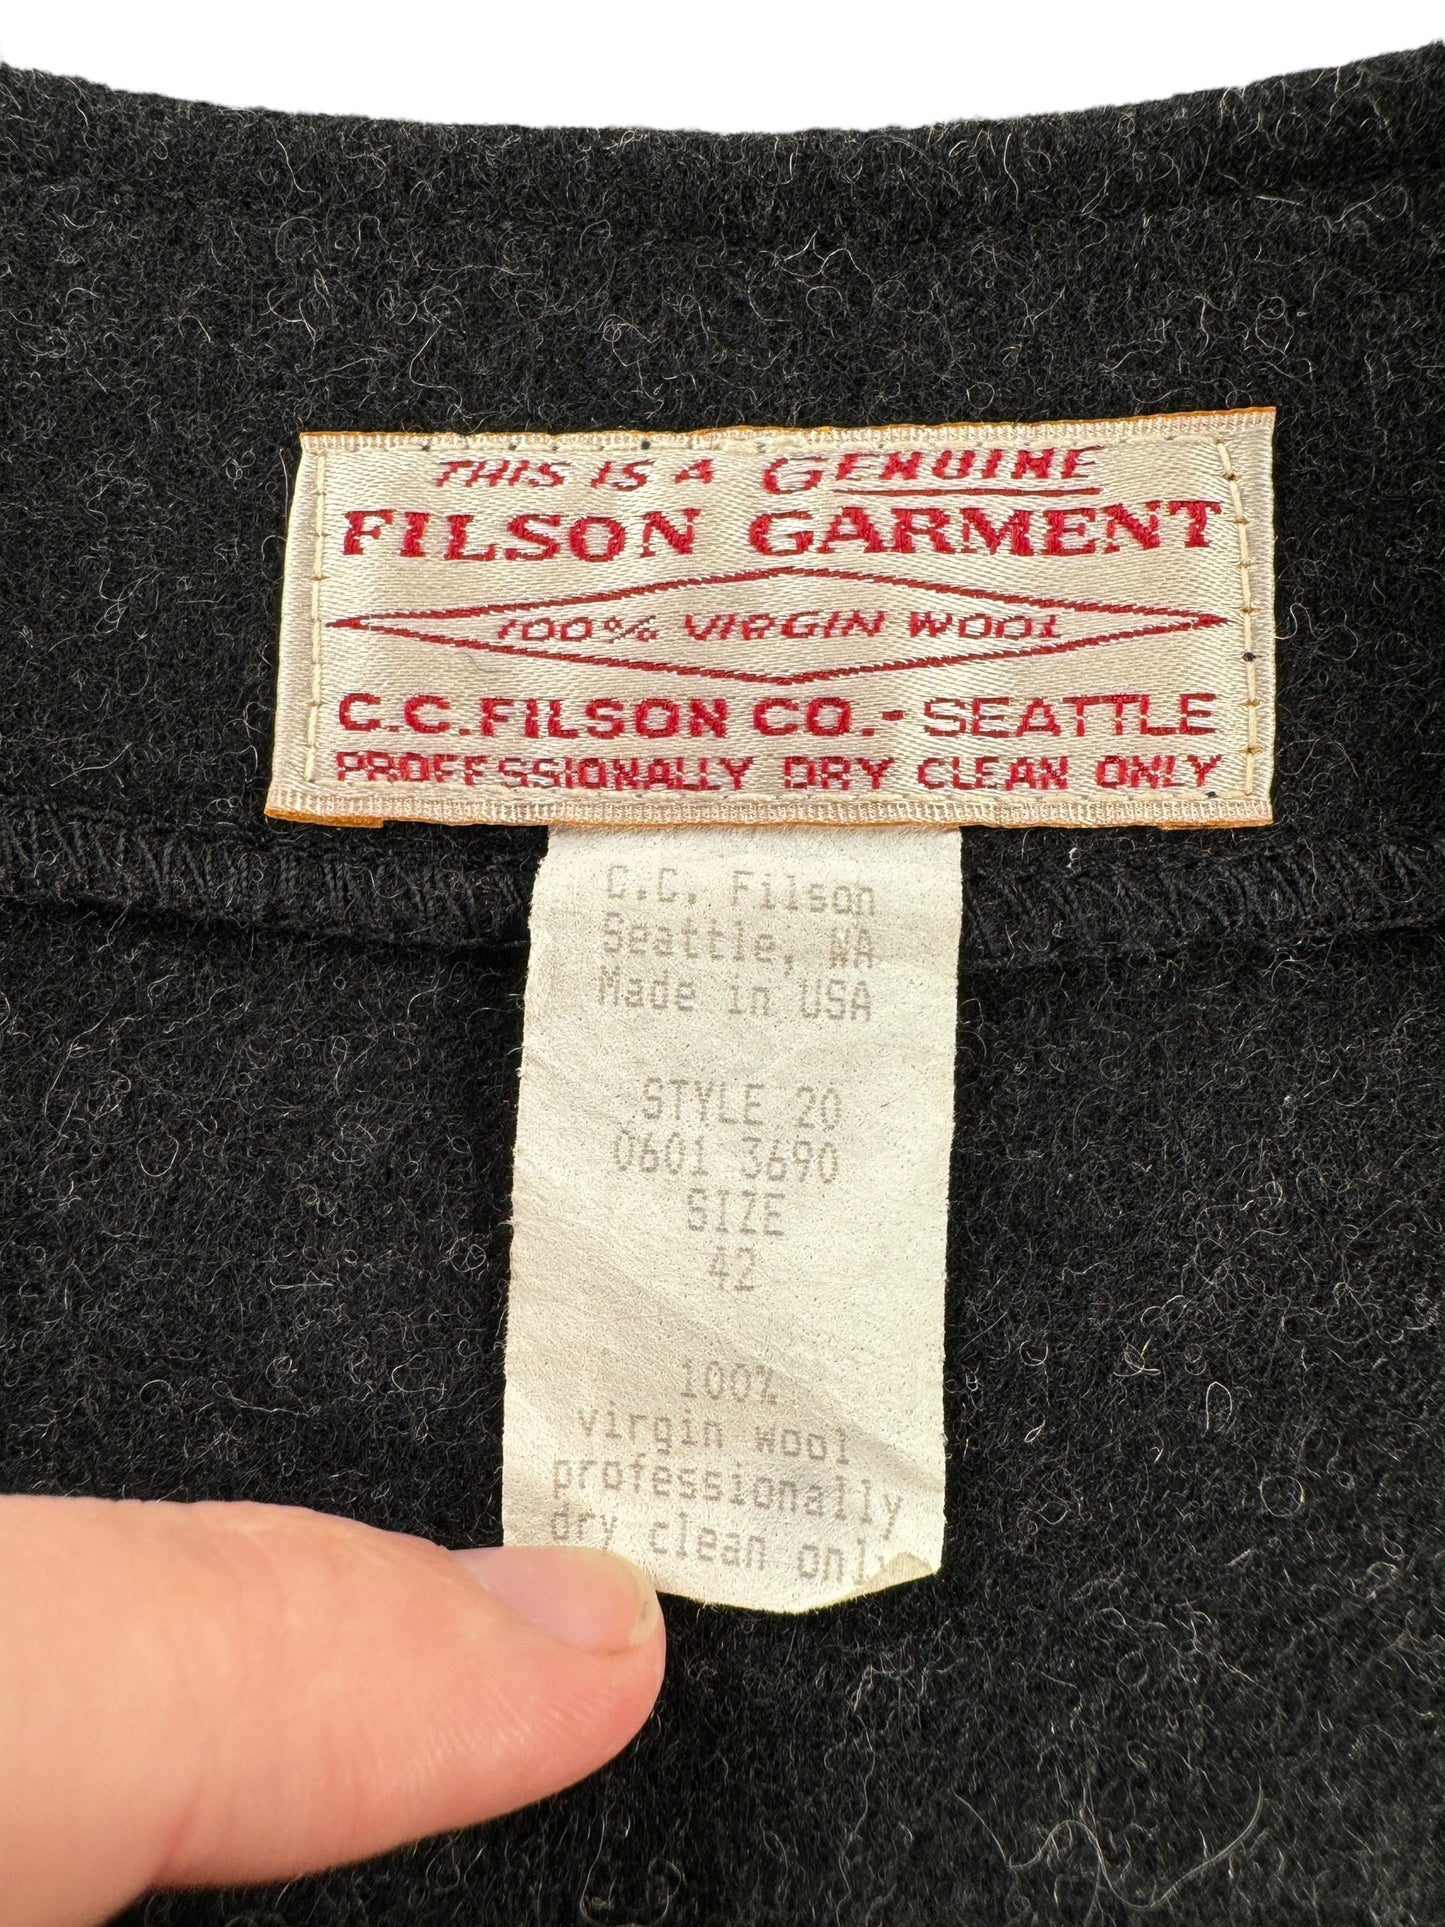 THIS IS A GENUINE
FILSON GARMENT
100% VIRGIN WOOL
C.C. FILSON CO. - SEATTLE
PROFESSIONALLY DRY CLEAN ONLY
C.C. Filson
Seattle, WA
Made in USA
STYLE 20
0601 3690
SIZE
42
100%
virgin wool
professionally
dry clean only